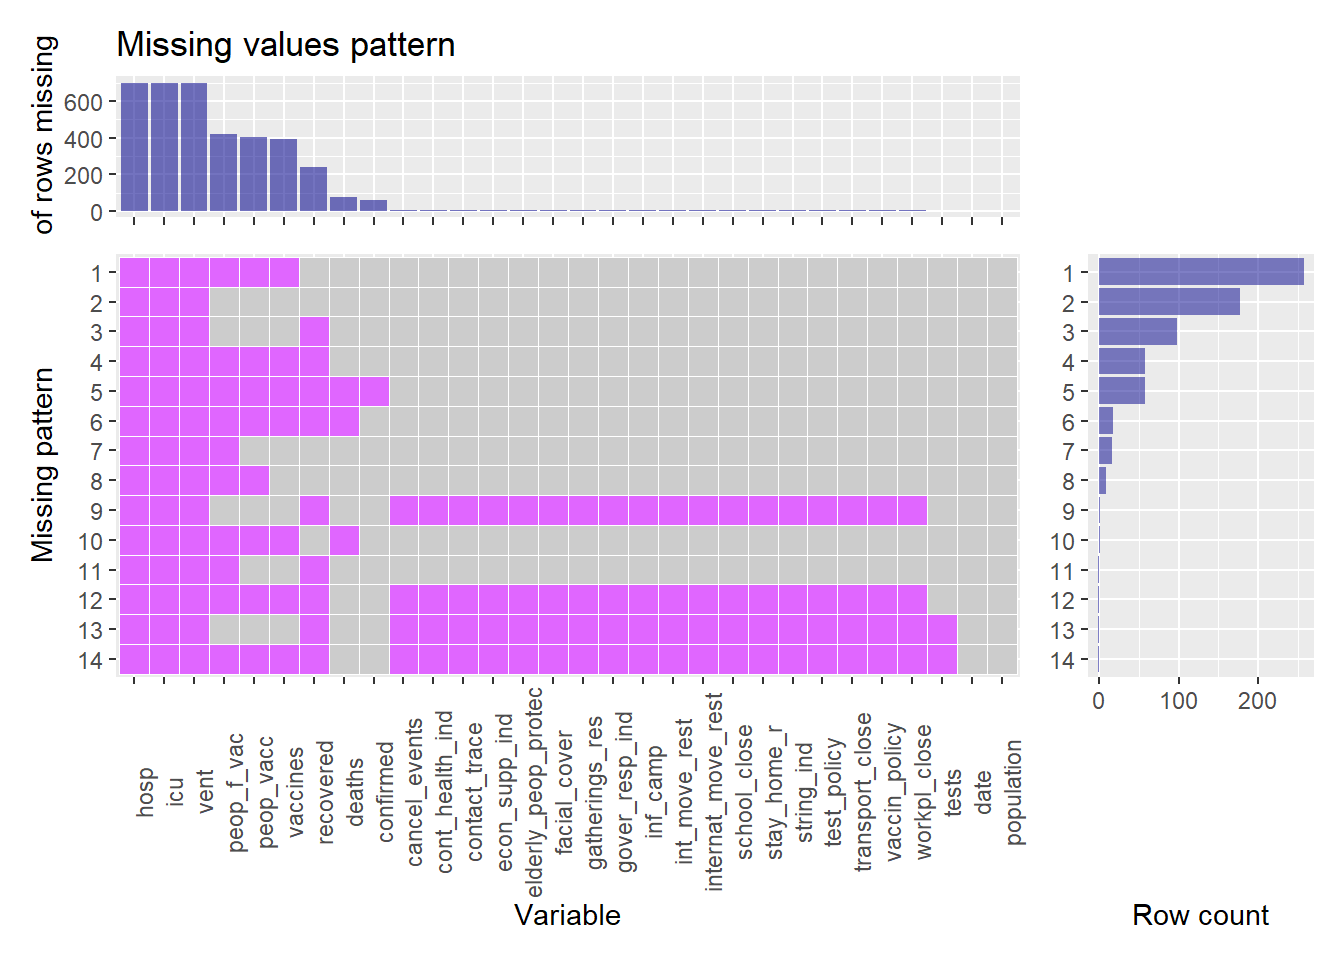 Missing values pattern
of rows missing
600
400
200
0
Missing pattern
1
2
3
4
5
6
7
8
9
10
11
12
13
14
hosp
icu
vent
peop_f_vac
peop_vacc
vaccines
recovered
deaths
confirmed
cancel_events
cont_health_ind
contact_trace
econ_supp_ind
elderly_peop_protec
facial_cover
gatherings_res
gover_resp_ind
inf_camp
int_move_rest
internat_move_rest
school_close
stay_home_r
string_ind
test_policy
transport_close
vaccin_policy
workpl_close
tests
date
population
Variable
1
2
3
4
5
6
7
8
9
10
11
12
13
14
0 100 200
Row count